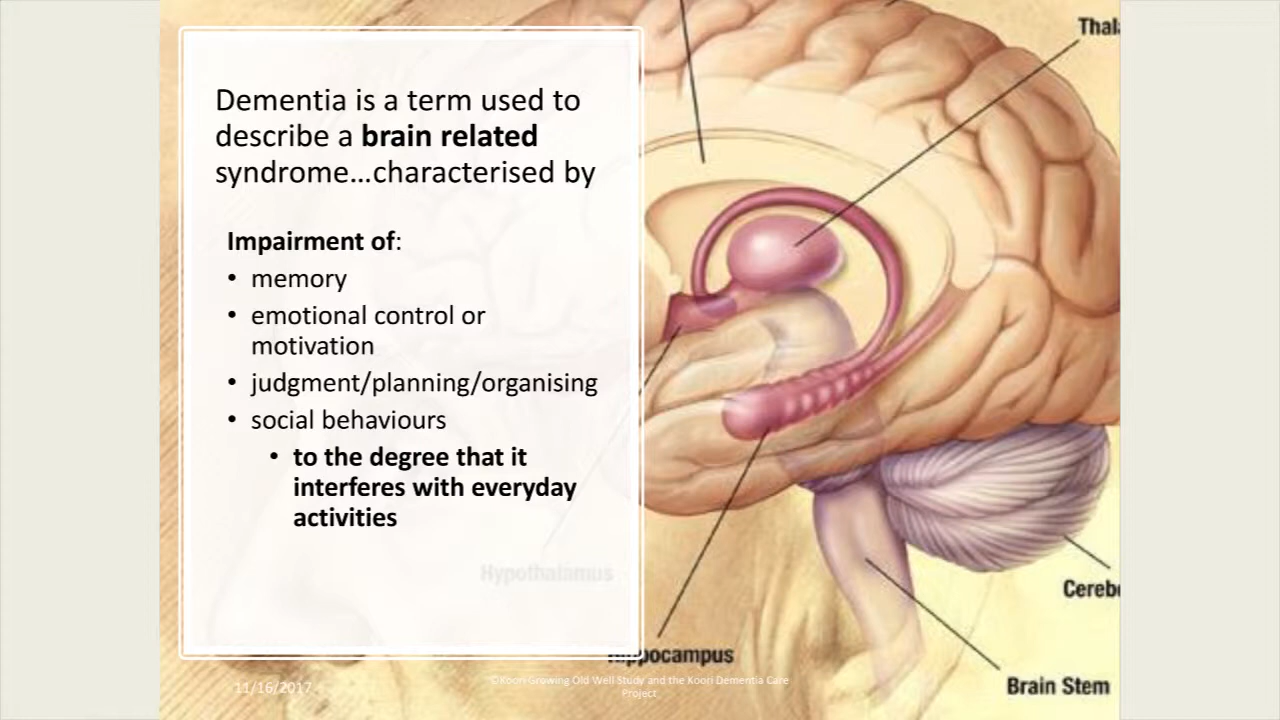 Dementia is a term used to
describe a brain related
syndrome...characterised by
Impairment of:
• memory
• emotional control or
motivation
• judgment/planning/organising
• social behaviours
• to the degree that it
interferes with everyday
activities
Thal
Hypothalamus
Cereb
Hippocampus
Brain Stem
11/16/2017
©Koori Growing Old Well Study and the Koori Dementia Care
Project